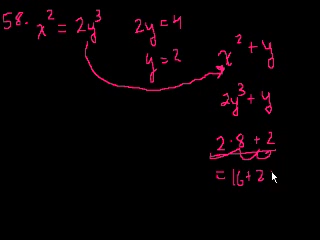 58. x² = 2y³
2y = 4
y = 2
x² + y
2y³ + y
2 · 8 + 2
= 16 + 2